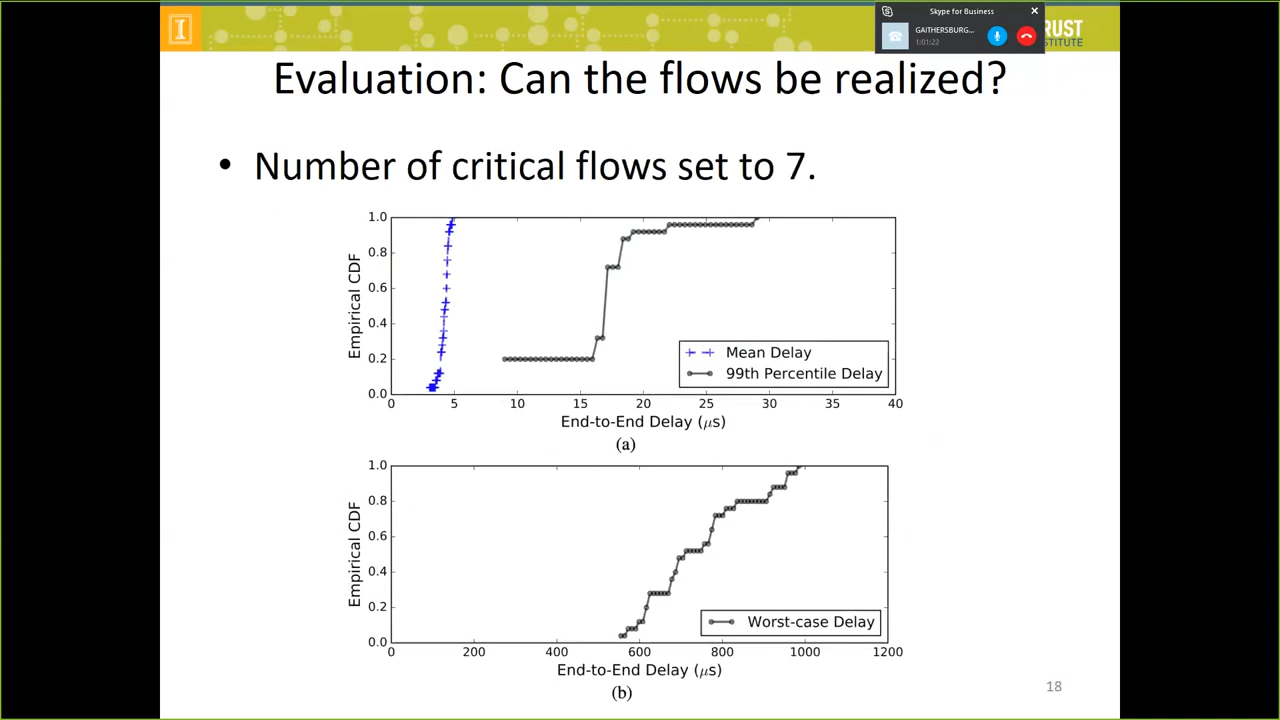 I
Skype for Business
GAITHERSBURG...
1:01:22
RUST
STITUTE
Evaluation: Can the flows be realized?
• Number of critical flows set to 7.
1.0
0.8
0.6
0.4
0.2
0.0
Empirical CDF
Mean Delay
99th Percentile Delay
0 5 10 15 20 25 30 35 40
End-to-End Delay (μs)
(a)
1.0
0.8
0.6
0.4
0.2
0.0
Empirical CDF
Worst-case Delay
0 200 400 600 800 1000 1200
End-to-End Delay (μs)
(b)
18